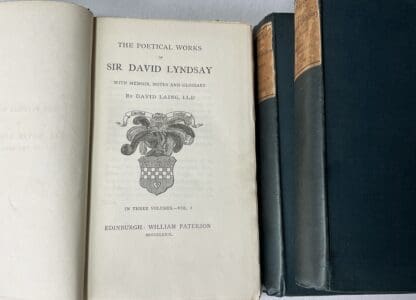 THE POETICAL WORKS
OF
SIR DAVID LYNDSAY
WITH MEMOIR, NOTES AND GLOSSARY
BY DAVID LAING, LL.D
IN THREE VOLUMES.—VOL. I
EDINBURGH: WILLIAM PATERSON